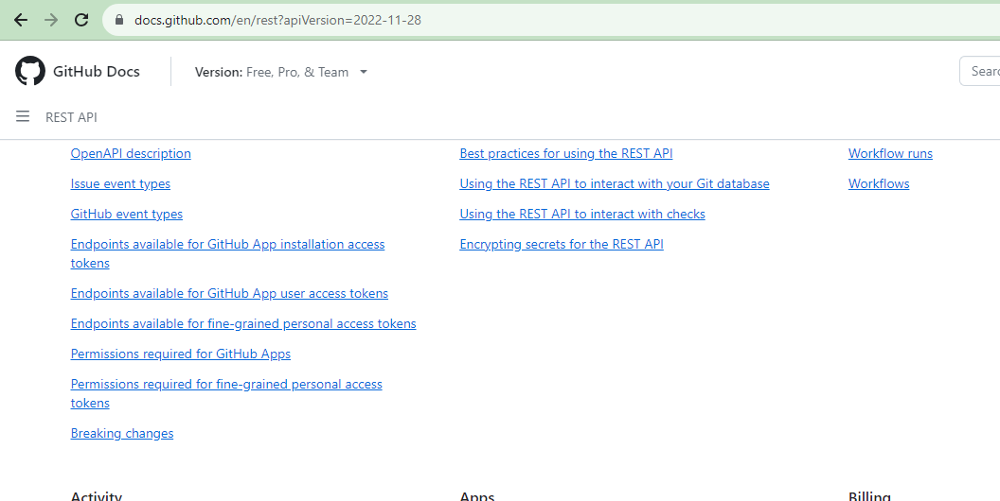 docs.github.com/en/rest?apiVersion=2022-11-28
GitHub Docs
Version: Free, Pro, & Team
Searc
REST API
OpenAPI description
Issue event types
GitHub event types
Endpoints available for GitHub App installation access
tokens
Endpoints available for GitHub App user access tokens
Endpoints available for fine-grained personal access tokens
Permissions required for GitHub Apps
Permissions required for fine-grained personal access
tokens
Breaking changes
Best practices for using the REST API
Using the REST API to interact with your Git database
Using the REST API to interact with checks
Encrypting secrets for the REST API
Workflow runs
Workflows
Activity
Apps
Billing